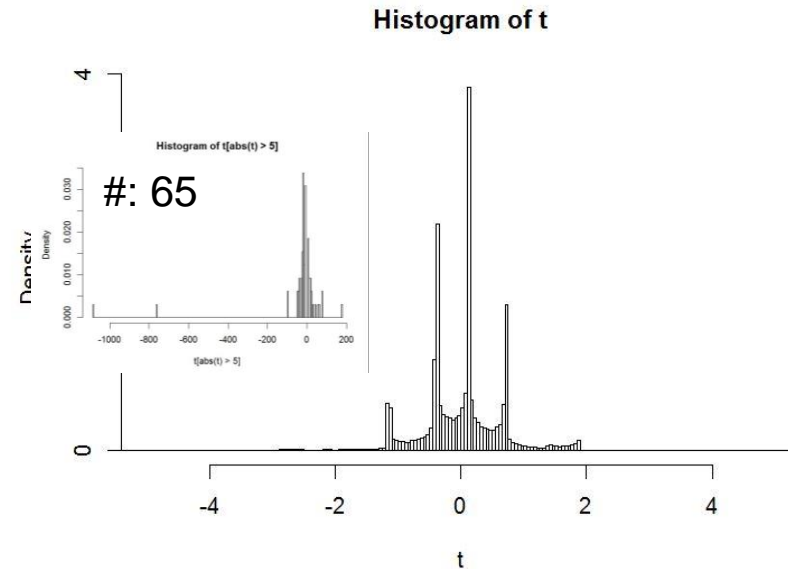 Histogram of t
4
Histogram of t[abs(t) > 5]
#: 65
0.030
0.020
0.010
0.000
Density
Density
-1000 -800 -600 -400 -200 0 200
t[abs(t) > 5]
0
-4 -2 0 2 4
t